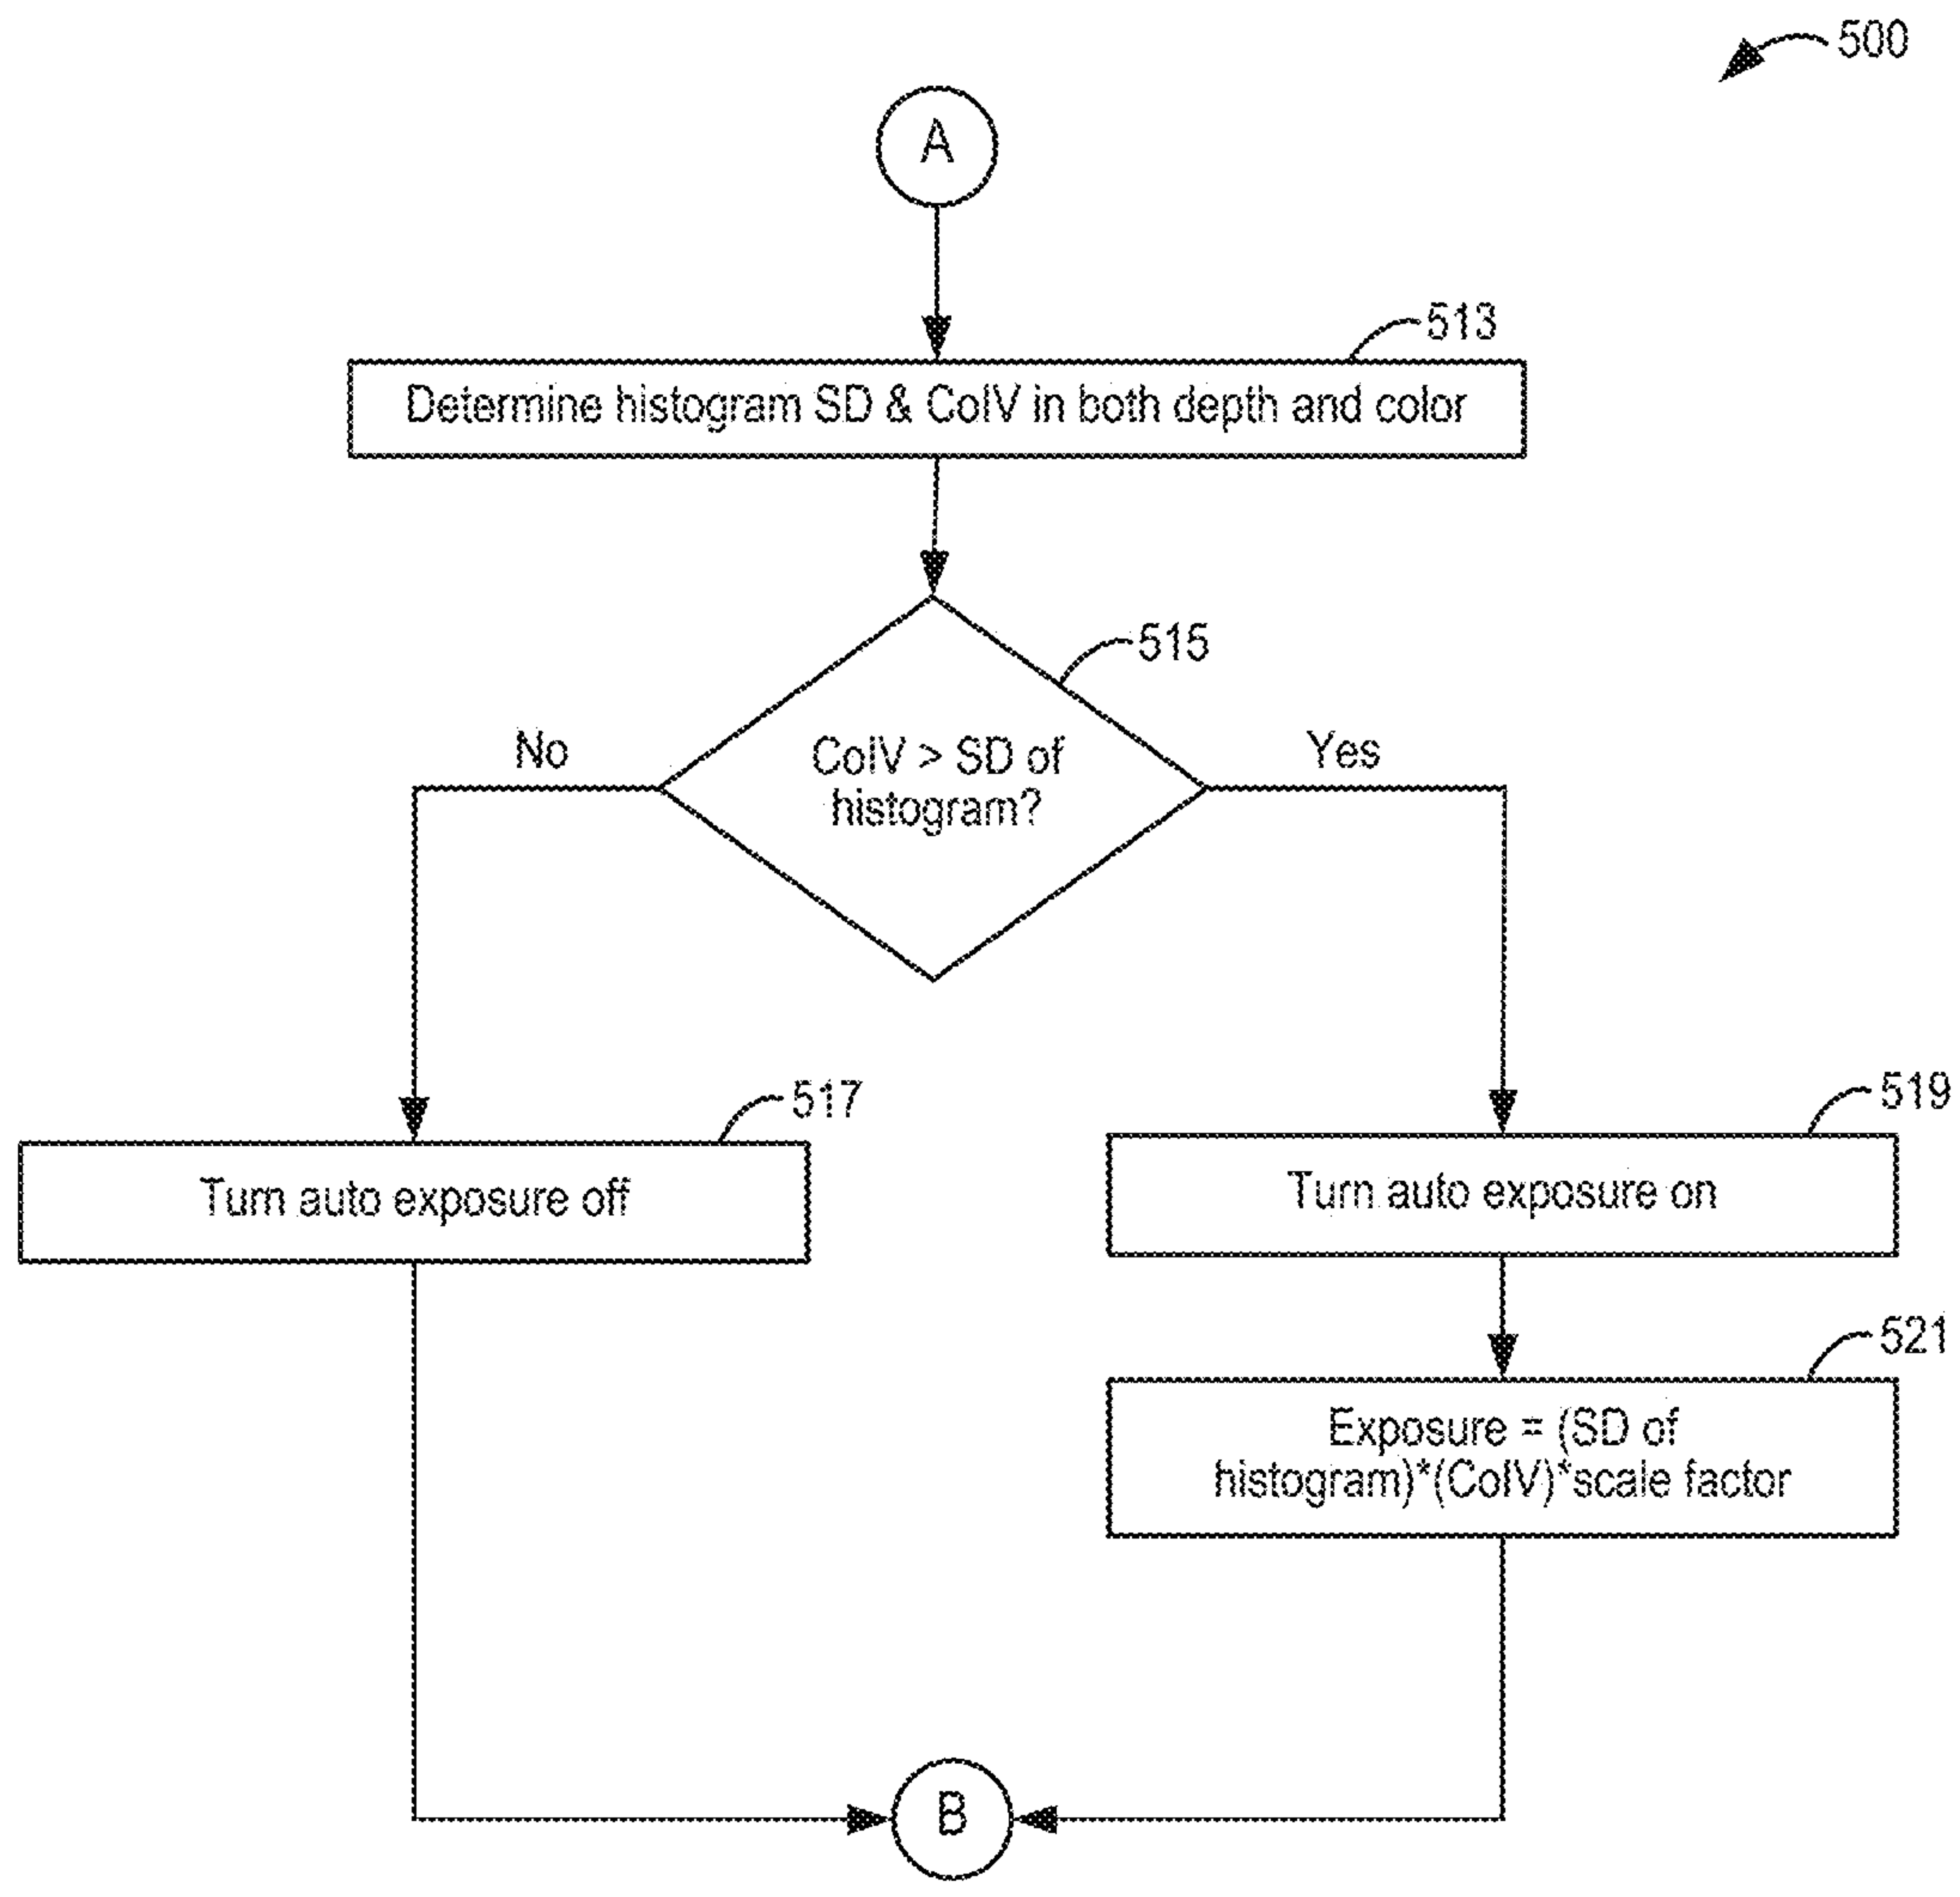 500
A
513
Determine histogram SD & ColV in both depth and color
515
No
Yes
ColV > SD of
histogram?
517
519
Turn auto exposure off
Turn auto exposure on
521
Exposure = (SD of
histogram)*(ColV)*scale factor
B